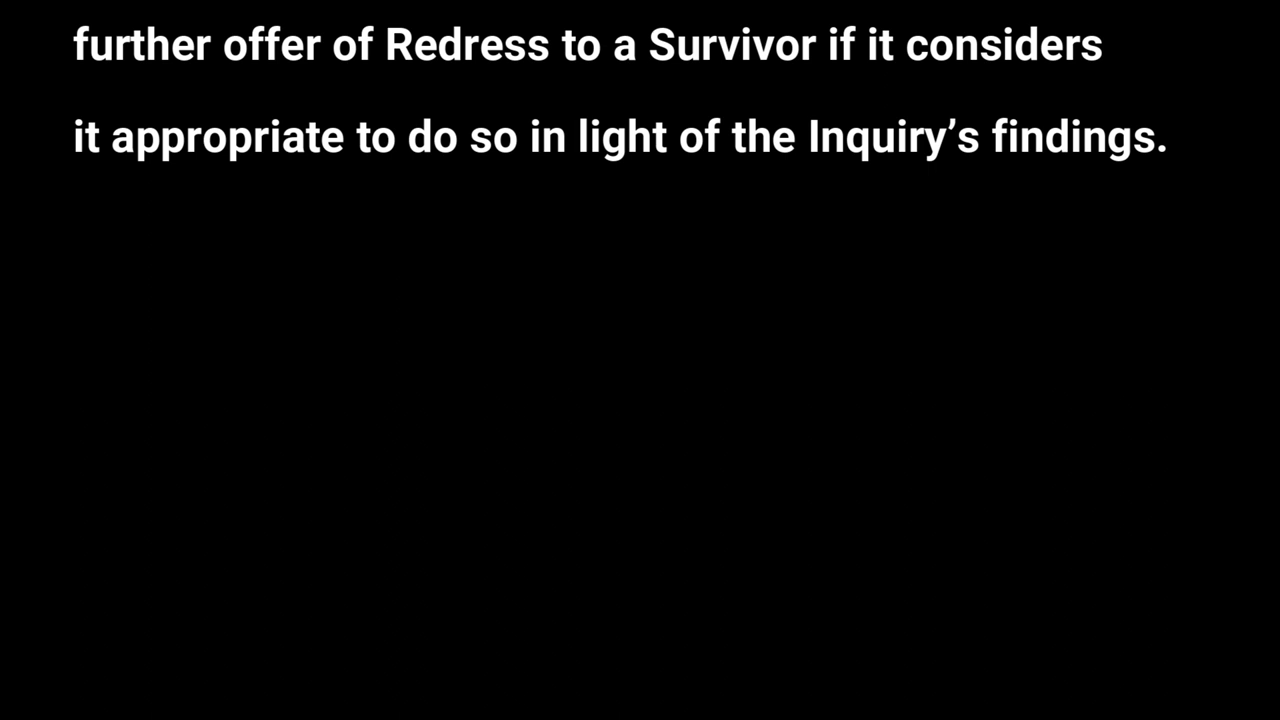 further offer of Redress to a Survivor if it considers
it appropriate to do so in light of the Inquiry’s findings.